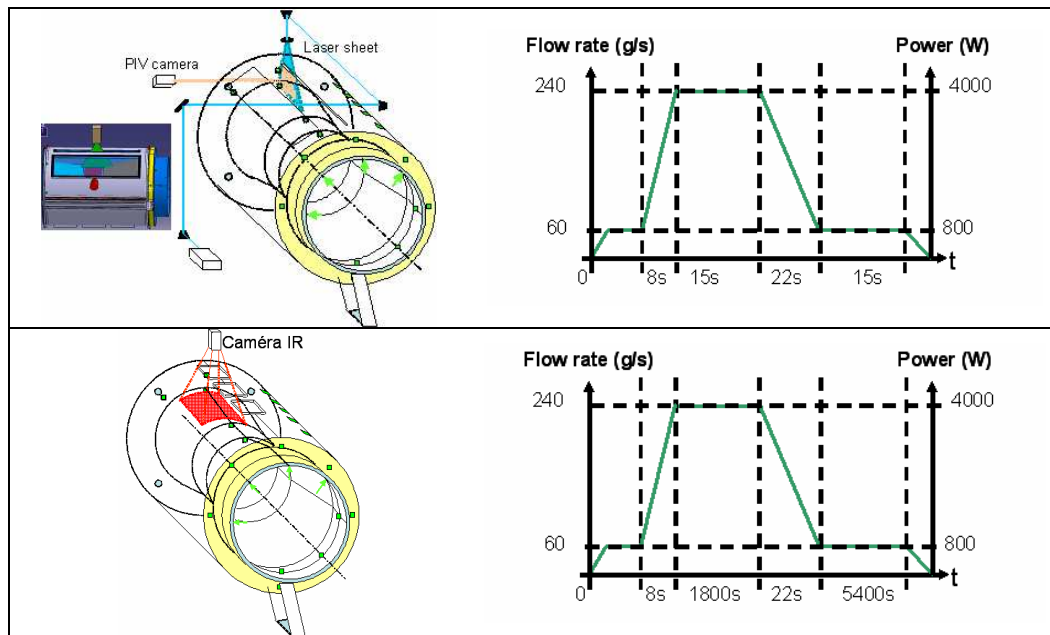 Laser sheet
PIV camera
Flow rate (g/s)
Power (W)
240
4000
60
800
0
8s
15s
22s
15s
t
Caméra IR
Flow rate (g/s)
Power (W)
240
4000
60
800
0
8s
1800s
22s
5400s
t